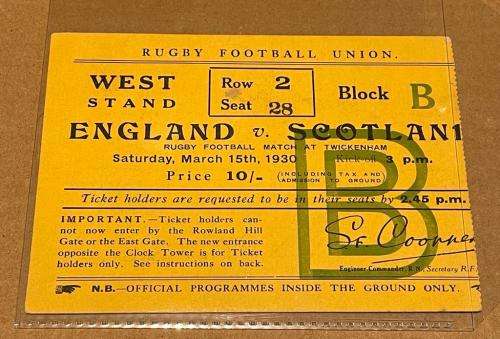 RUGBY FOOTBALL UNION.
WEST
STAND
Row 2
Seat 28
Block B
ENGLAND v. SCOTLAN
RUGBY FOOTBALL MATCH AT TWICKENHAM
Saturday, March 15th, 1930 Kick-off 3 p.m.
Price 10/- (INCLUDING TAX AND
ADMISSION TO GROUND)
B
Ticket holders are requested to be in their seats by 2.45 p.m.
IMPORTANT.—Ticket holders can-
not now enter by the Rowland Hill
Gate or the East Gate. The new entrance
opposite the Clock Tower is for Ticket
holders only. See instructions on back.
Engineer-Commander, R.N., Secretary R.F.
N.B.—OFFICIAL PROGRAMMES INSIDE THE GROUND ONLY.